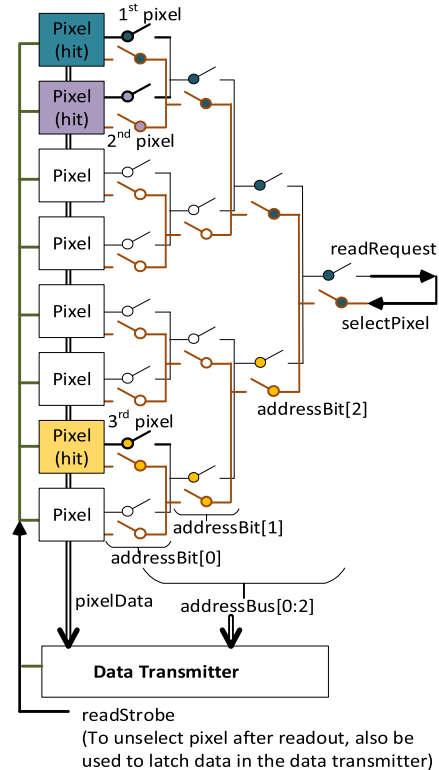 1st pixel
Pixel
(hit)
Pixel
(hit)
2nd pixel
Pixel
Pixel
readRequest
selectPixel
Pixel
Pixel
addressBit[2]
3rd pixel
Pixel
(hit)
Pixel
addressBit[1]
addressBit[0]
pixelData
addressBus[0:2]
Data Transmitter
readStrobe
(To unselect pixel after readout, also be
used to latch data in the data transmitter)